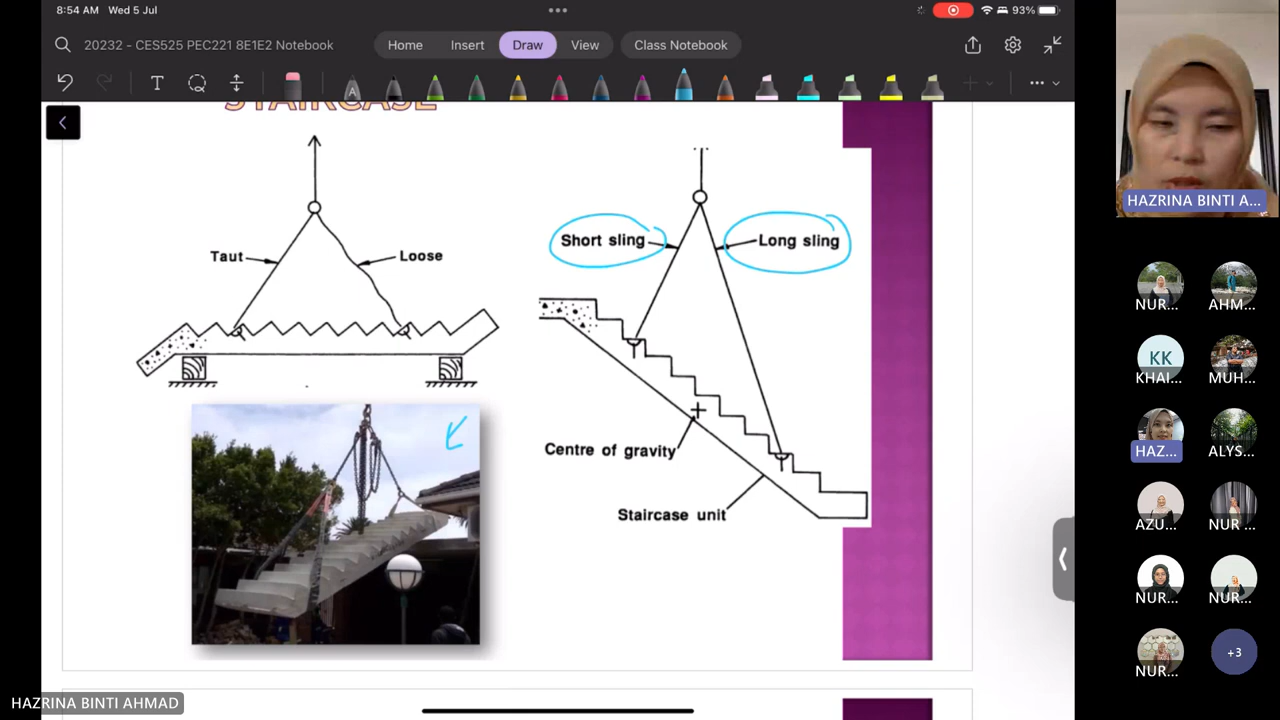 8:54 AM Wed 5 Jul
93%
20232 - CES525 PEC221 8E1E2 Notebook
Home
Insert
Draw
View
Class Notebook
T
A
STAIRCASE
Taut
Loose
Short sling
Long sling
Centre of gravity
Staircase unit
HAZRINA BINTI A...
NUR...
AHM...
KK
KHAI...
MUH...
HAZ...
ALYS...
AZU...
NUR ...
NUR...
NUR...
NUR...
+3
HAZRINA BINTI AHMAD